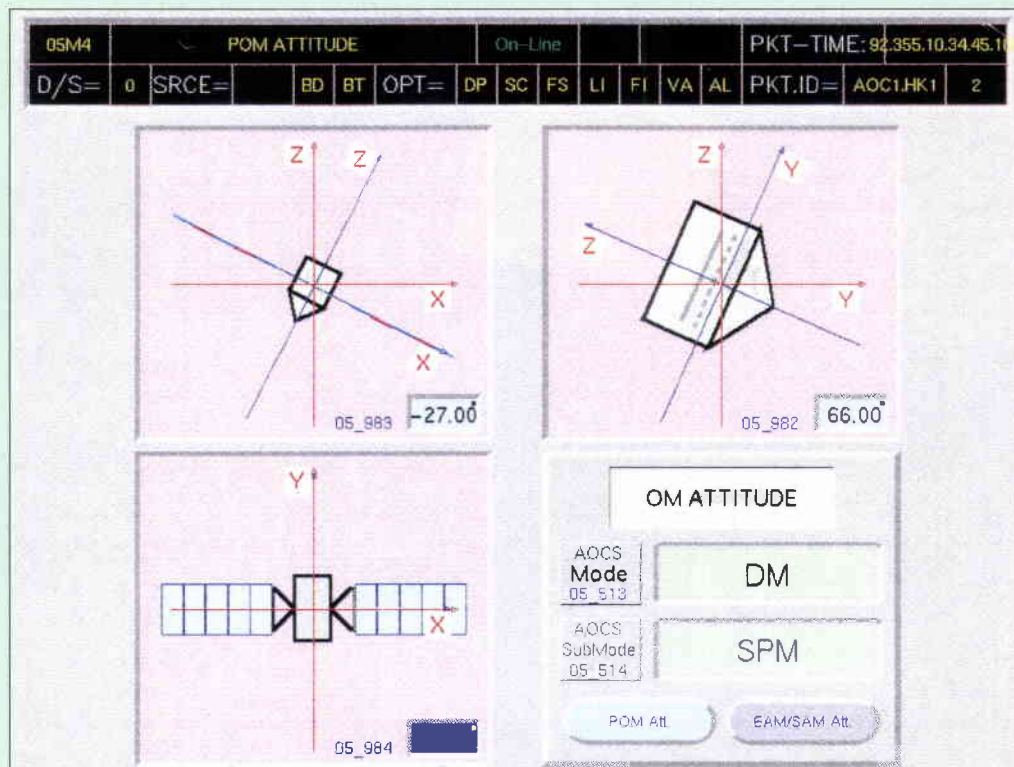 05M4 POM ATTITUDE On-Line PKT-TIME: 92.355.10.34.45.
D/S= 0 SRCE= BD BT OPT= DP SC FS LI FI VA AL PKT.ID= AOC1.HK1 2
Z Z
X
X
05_983 -27.00°
Z Y
Z
Y
05_982 66.00°
Y
X
05_984
OM ATTITUDE
AOCS
Mode
05_513
DM
AOCS
SubMode
05_514
SPM
POM Att. EAM/SAM Att.